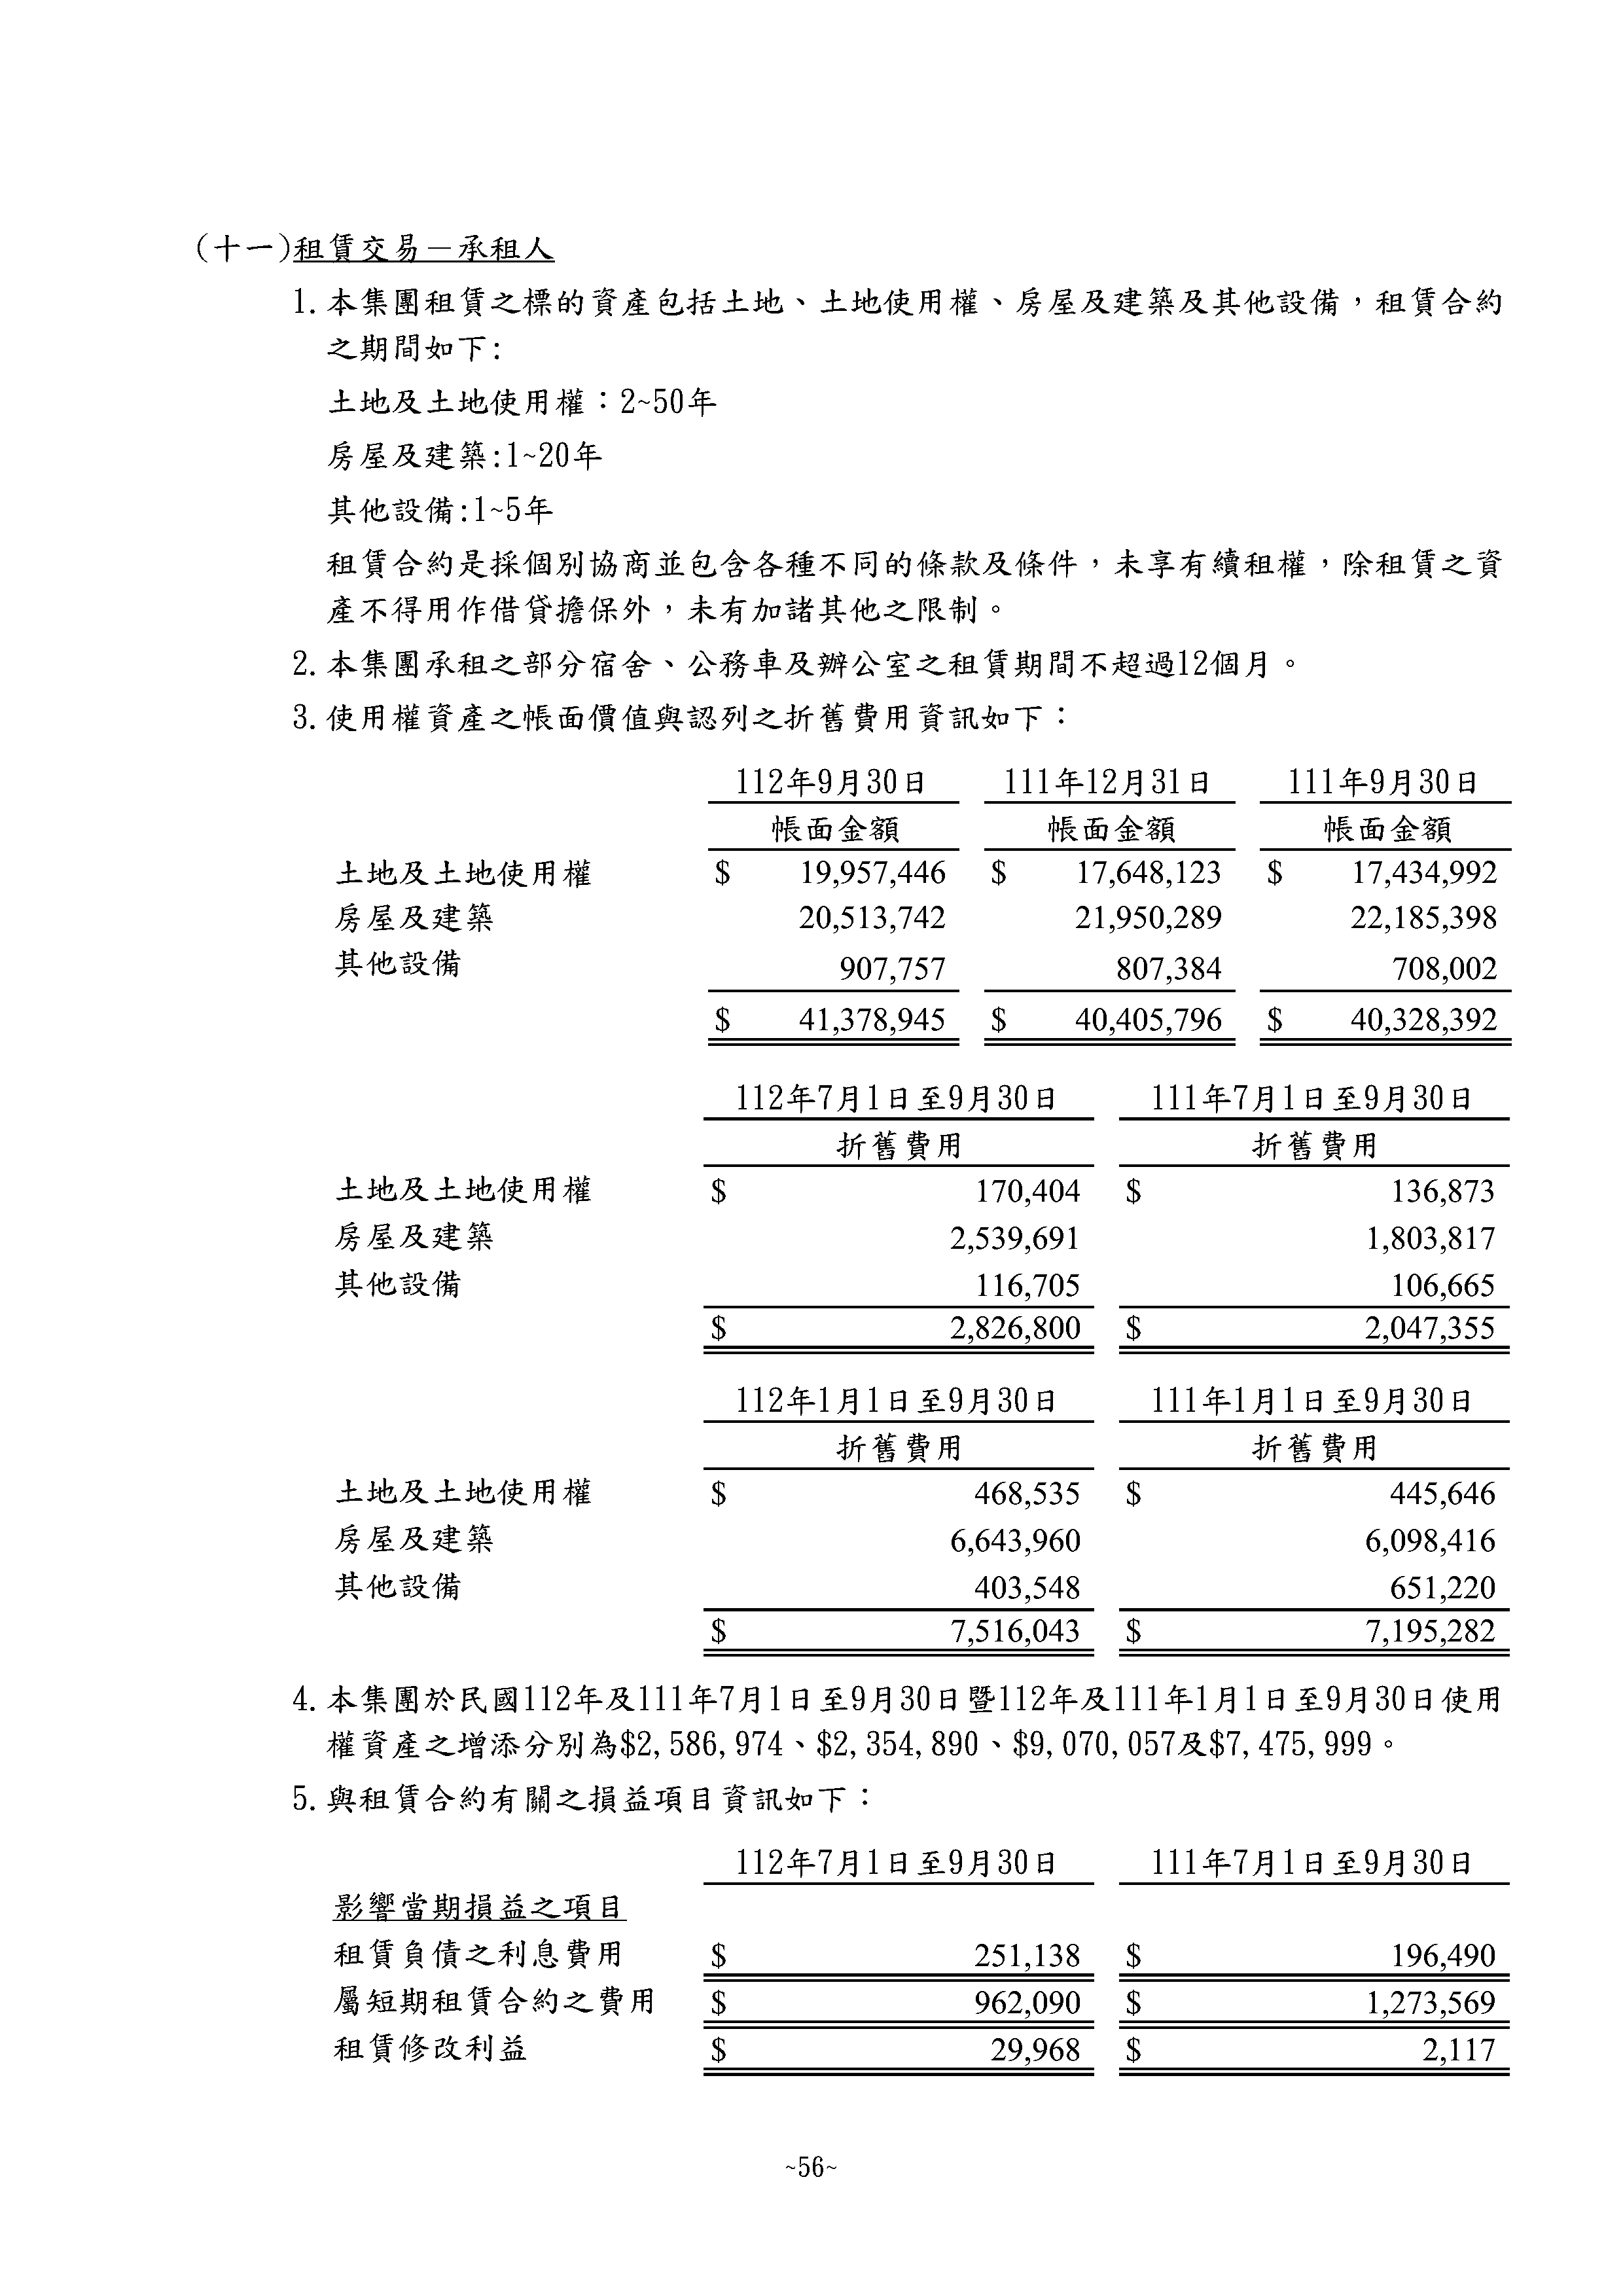 (十一)租賃交易－承租人
1.本集團租賃之標的資產包括土地、土地使用權、房屋及建築及其他設備，租賃合約
之期間如下:
土地及土地使用權：2~50年
房屋及建築:1~20年
其他設備:1~5年
租賃合約是採個別協商並包含各種不同的條款及條件，未享有續租權，除租賃之資
產不得用作借貸擔保外，未有加諸其他之限制。
2.本集團承租之部分宿舍、公務車及辦公室之租賃期間不超過12個月。
3.使用權資產之帳面價值與認列之折舊費用資訊如下：
112年9月30日 111年12月31日 111年9月30日
帳面金額 帳面金額 帳面金額
土地及土地使用權 $ 19,957,446 $ 17,648,123 $ 17,434,992
房屋及建築 20,513,742 21,950,289 22,185,398
其他設備 907,757 807,384 708,002
$ 41,378,945 $ 40,405,796 $ 40,328,392
112年7月1日至9月30日 111年7月1日至9月30日
折舊費用 折舊費用
土地及土地使用權 $ 170,404 $ 136,873
房屋及建築 2,539,691 1,803,817
其他設備 116,705 106,665
$ 2,826,800 $ 2,047,355
112年1月1日至9月30日 111年1月1日至9月30日
折舊費用 折舊費用
土地及土地使用權 $ 468,535 $ 445,646
房屋及建築 6,643,960 6,098,416
其他設備 403,548 651,220
$ 7,516,043 $ 7,195,282
4.本集團於民國112年及111年7月1日至9月30日暨112年及111年1月1日至9月30日使用
權資產之增添分別為$2,586,974、$2,354,890、$9,070,057及$7,475,999。
5.與租賃合約有關之損益項目資訊如下：
112年7月1日至9月30日 111年7月1日至9月30日
影響當期損益之項目
租賃負債之利息費用 $ 251,138 $ 196,490
屬短期租賃合約之費用 $ 962,090 $ 1,273,569
租賃修改利益 $ 29,968 $ 2,117
~56~